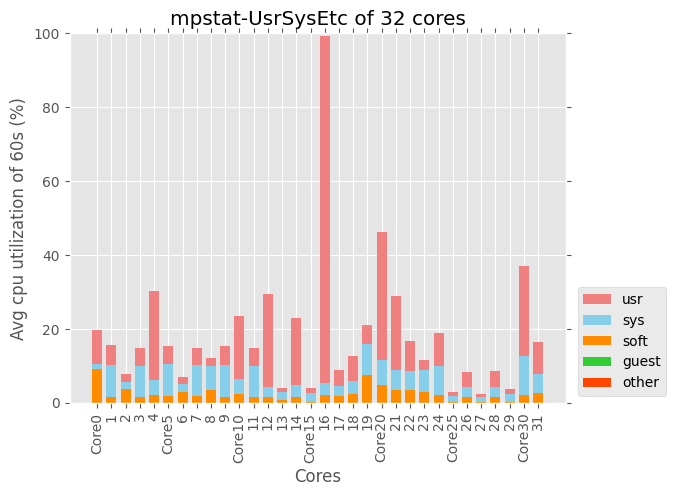 mpstat-UsrSysEtc of 32 cores
100
80
60
40
20
0
Avg cpu utilization of 60s (%)
Core0
1
2
3
4
Core5
6
7
8
9
Core10
11
12
13
14
Core15
16
17
18
19
Core20
21
22
23
24
Core25
26
27
28
29
Core30
31
Cores
usr
sys
soft
guest
other